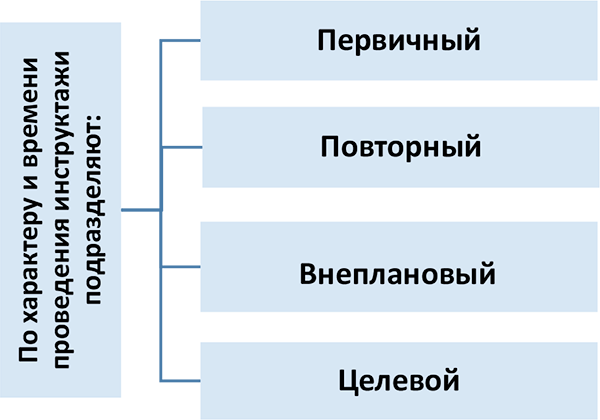 По характеру и времени
проведения инструктажи
подразделяют:
Первичный
Повторный
Внеплановый
Целевой